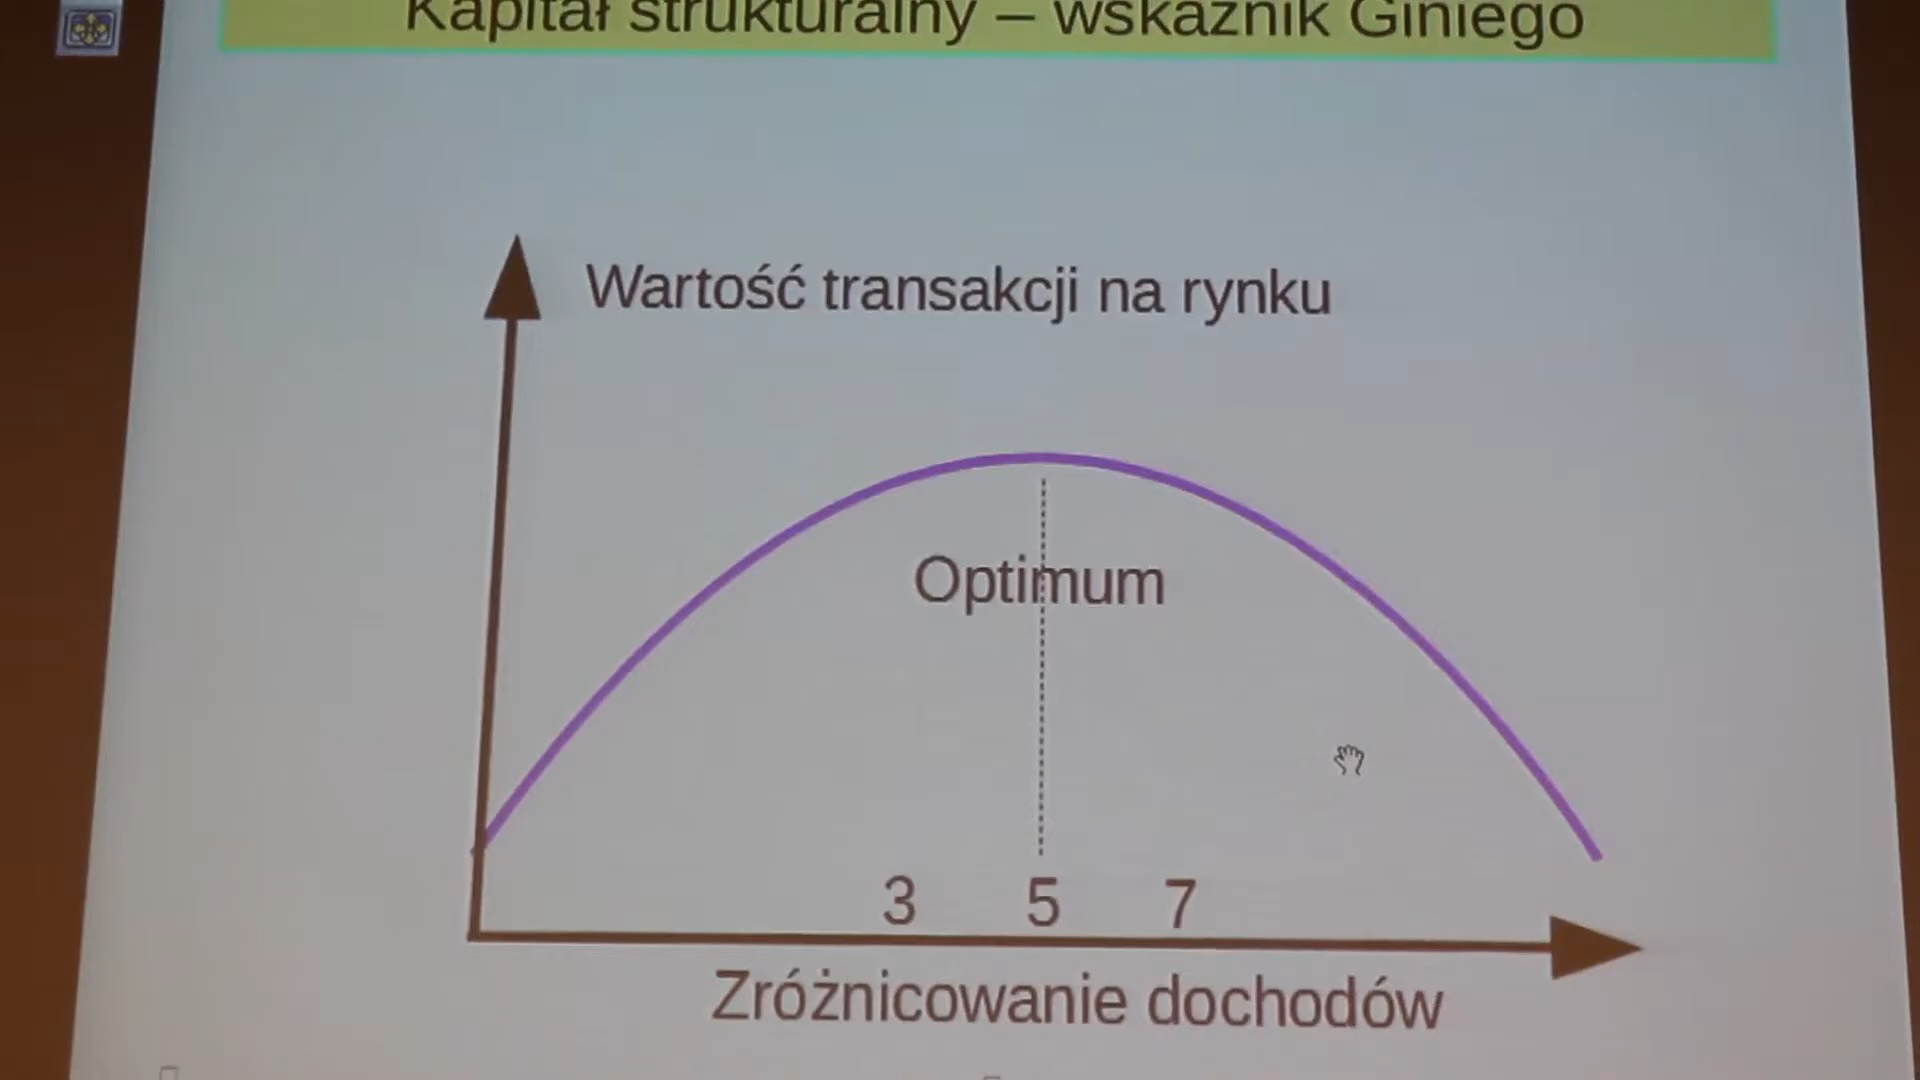 Kapitał strukturalny – wskaźnik Giniego
Wartość transakcji na rynku
Optimum
3 5 7
Zróżnicowanie dochodów